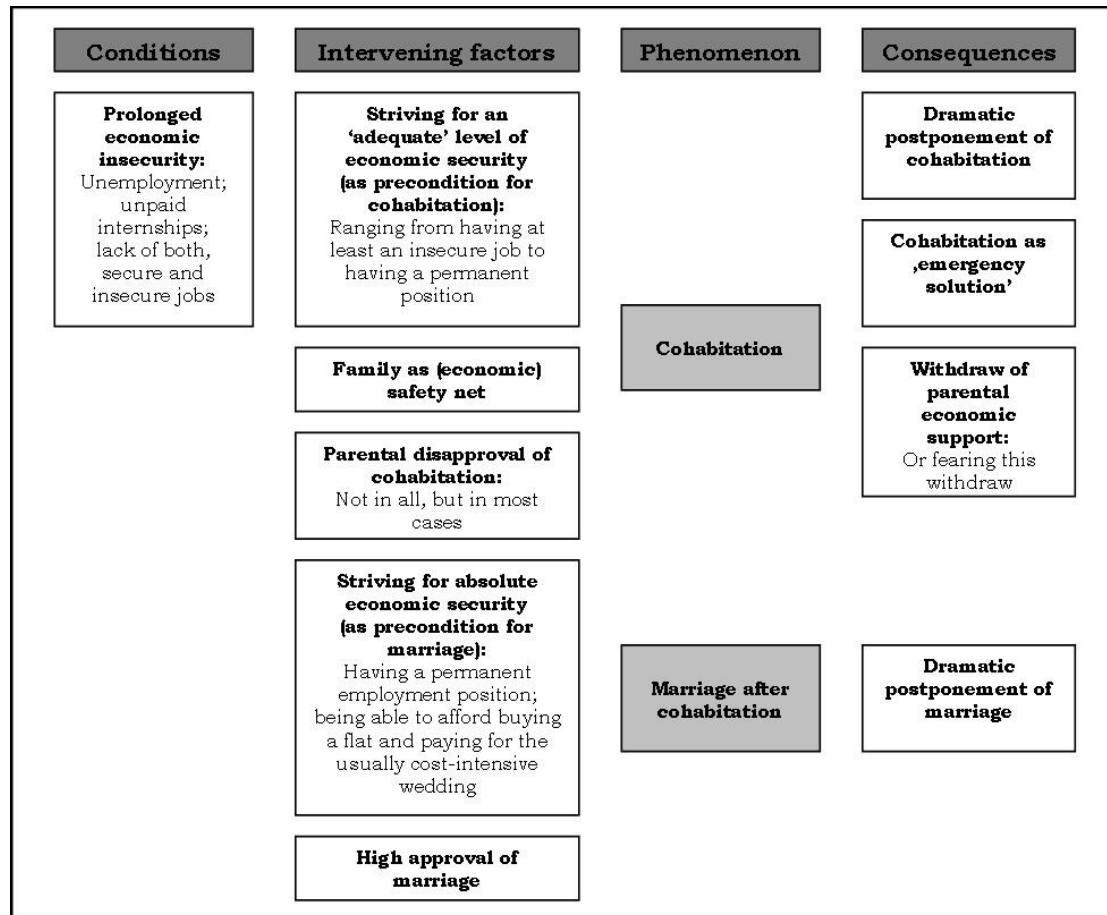 Conditions
Intervening factors
Phenomenon
Consequences
Prolonged
economic
insecurity:
Unemployment;
unpaid
internships;
lack of both,
secure and
insecure jobs
Striving for an
‘adequate’ level of
economic security
(as precondition for
cohabitation):
Ranging from having at
least an insecure job to
having a permanent
position
Family as (economic)
safety net
Parental disapproval of
cohabitation:
Not in all, but in most
cases
Striving for absolute
economic security
(as precondition for
marriage):
Having a permanent
employment position;
being able to afford buying
a flat and paying for the
usually cost-intensive
wedding
High approval of
marriage
Cohabitation
Marriage after
cohabitation
Dramatic
postponement of
cohabitation
Cohabitation as
‚emergency
solution’
Withdraw of
parental
economic
support:
Or fearing this
withdraw
Dramatic
postponement of
marriage